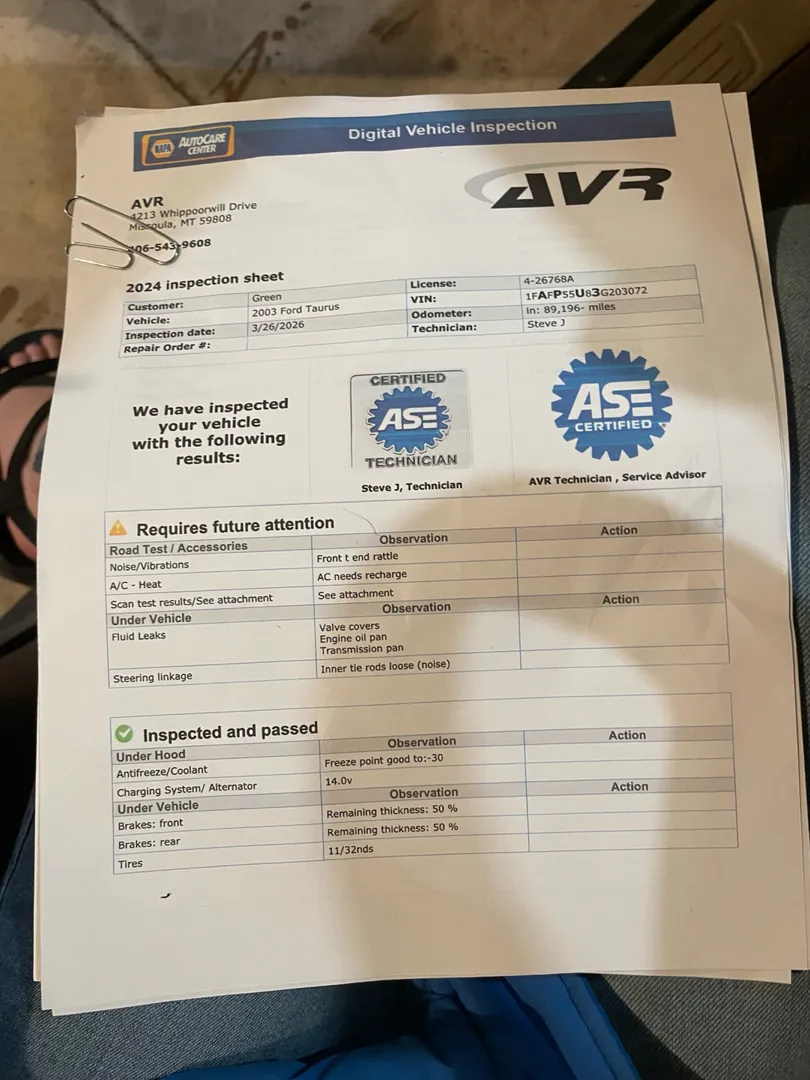 NAPA AUTOCARE CENTER
Digital Vehicle Inspection
AVR
AVR
4213 Whippoorwill Drive
Missoula, MT 59808
406-543-9608
2024 inspection sheet
Customer: Green License: 4-26768A
Vehicle: 2003 Ford Taurus VIN: 1FAFP55U83G203072
Inspection date: 3/26/2026 Odometer: In: 89,196- miles
Repair Order #: Technician: Steve J
We have inspected
your vehicle
with the following
results:
CERTIFIED
ASE
TECHNICIAN
Steve J, Technician
ASE
CERTIFIED
AVR Technician , Service Advisor
Requires future attention
Road Test / Accessories Observation Action
Noise/Vibrations Front t end rattle
A/C - Heat AC needs recharge
Scan test results/See attachment See attachment
Under Vehicle Observation Action
Fluid Leaks Valve covers
Engine oil pan
Transmission pan
Steering linkage Inner tie rods loose (noise)
Inspected and passed
Under Hood Observation Action
Antifreeze/Coolant Freeze point good to:-30
Charging System/ Alternator 14.0v
Under Vehicle Observation Action
Brakes: front Remaining thickness: 50 %
Brakes: rear Remaining thickness: 50 %
Tires 11/32nds